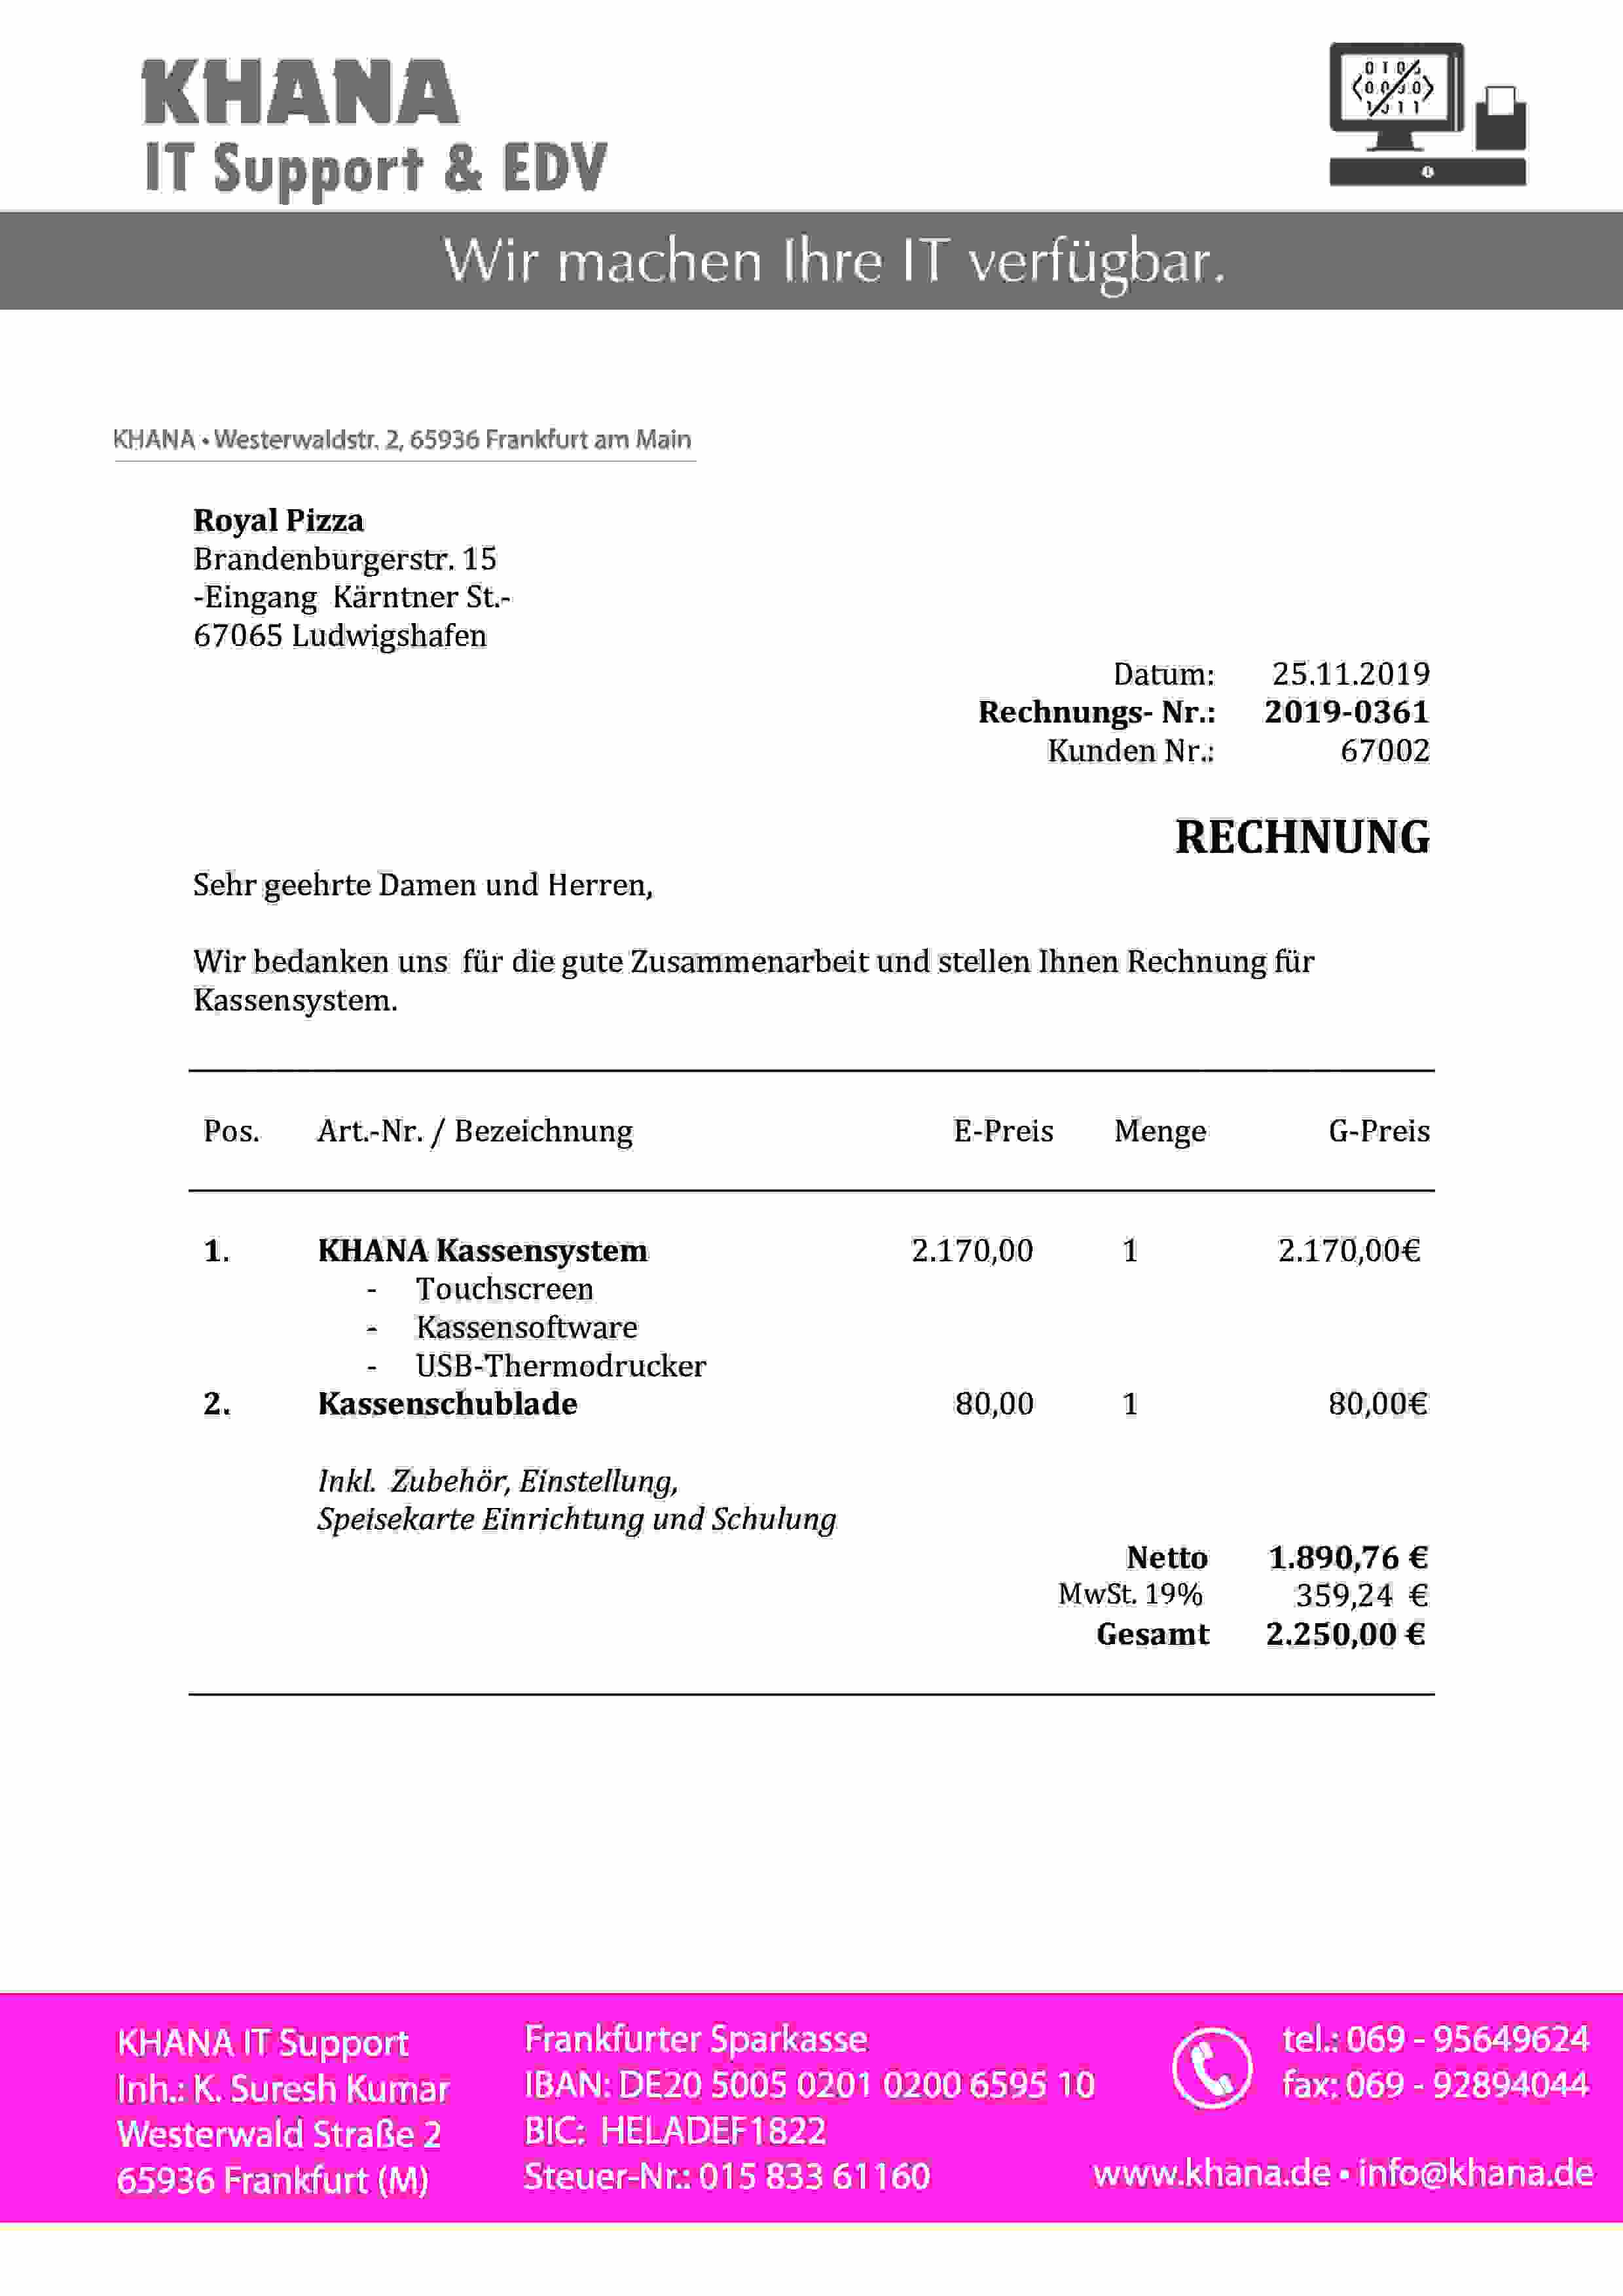 KHANA
IT Support & EDV
Wir machen Ihre IT verfügbar.
KHANA • Westerwaldstr. 2, 65936 Frankfurt am Main
Royal Pizza
Brandenburgerstr. 15
-Eingang Kärntner St.-
67065 Ludwigshafen
Datum: 25.11.2019
Rechnungs- Nr.: 2019-0361
Kunden Nr.: 67002
RECHNUNG
Sehr geehrte Damen und Herren,
Wir bedanken uns für die gute Zusammenarbeit und stellen Ihnen Rechnung für
Kassensystem.
Pos. Art.-Nr. / Bezeichnung E-Preis Menge G-Preis
1. KHANA Kassensystem 2.170,00 1 2.170,00€
- Touchscreen
- Kassensoftware
- USB-Thermodrucker
2. Kassenschublade 80,00 1 80,00€
Inkl. Zubehör, Einstellung,
Speisekarte Einrichtung und Schulung
Netto 1.890,76 €
MwSt. 19% 359,24 €
Gesamt 2.250,00 €
KHANA IT Support
Inh.: K. Suresh Kumar
Westerwald Straße 2
65936 Frankfurt (M)
Frankfurter Sparkasse
IBAN: DE20 5005 0201 0200 6595 10
BIC: HELADEF1822
Steuer-Nr.: 015 833 61160
tel.: 069 - 95649624
fax: 069 - 92894044
www.khana.de • info@khana.de